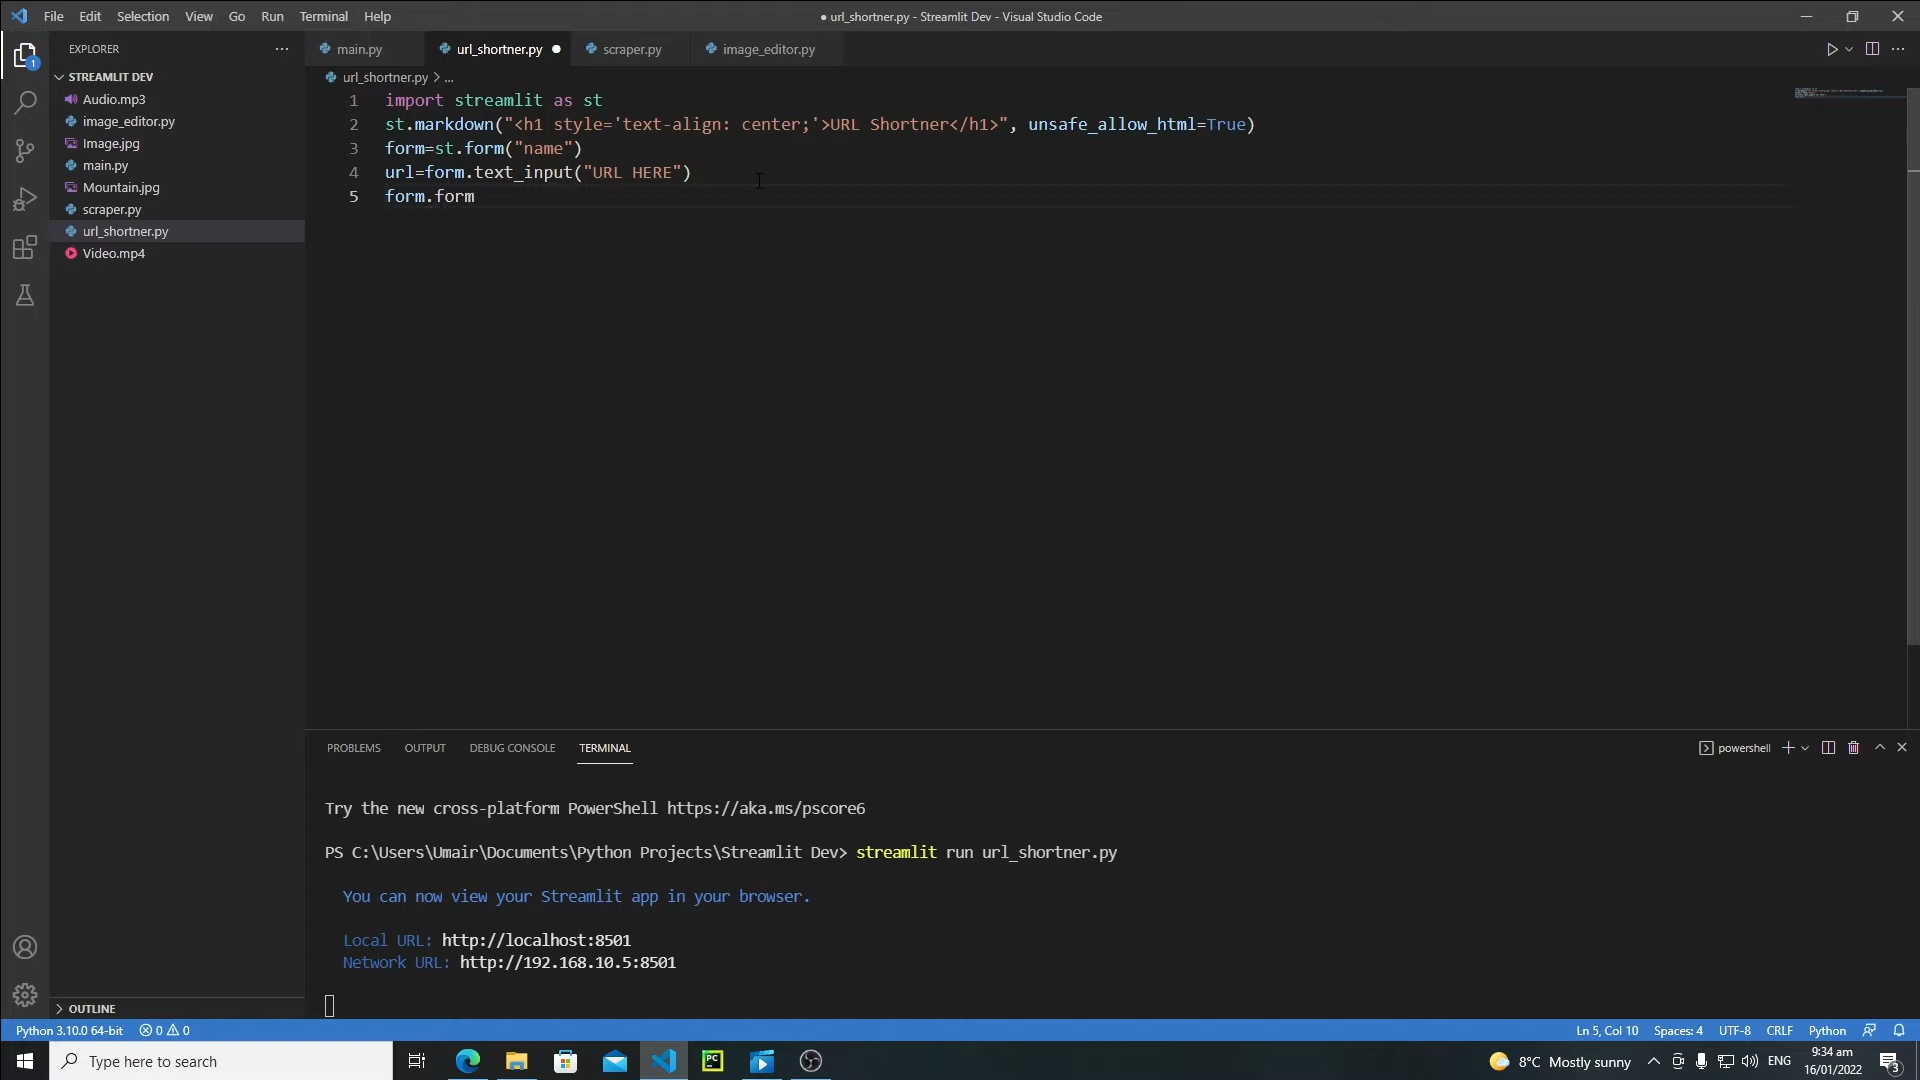 File Edit Selection View Go Run Terminal Help
● url_shortner.py - Streamlit Dev - Visual Studio Code
EXPLORER
main.py
url_shortner.py
scraper.py
image_editor.py
1
STREAMLIT DEV
Audio.mp3
image_editor.py
Image.jpg
main.py
Mountain.jpg
scraper.py
url_shortner.py
Video.mp4
OUTLINE
url_shortner.py > ...
1 import streamlit as st
2 st.markdown("<h1 style='text-align: center;'>URL Shortner</h1>", unsafe_allow_html=True)
3 form=st.form("name")
4 url=form.text_input("URL HERE")
5 form.form
PROBLEMS OUTPUT DEBUG CONSOLE TERMINAL
powershell
Try the new cross-platform PowerShell https://aka.ms/pscore6
PS C:\Users\Umair\Documents\Python Projects\Streamlit Dev> streamlit run url_shortner.py
You can now view your Streamlit app in your browser.
Local URL: http://localhost:8501
Network URL: http://192.168.10.5:8501
Python 3.10.0 64-bit 0 0
Ln 5, Col 10 Spaces: 4 UTF-8 CRLF Python
Type here to search
PC
8°C Mostly sunny
ENG
9:34 am
16/01/2022
3